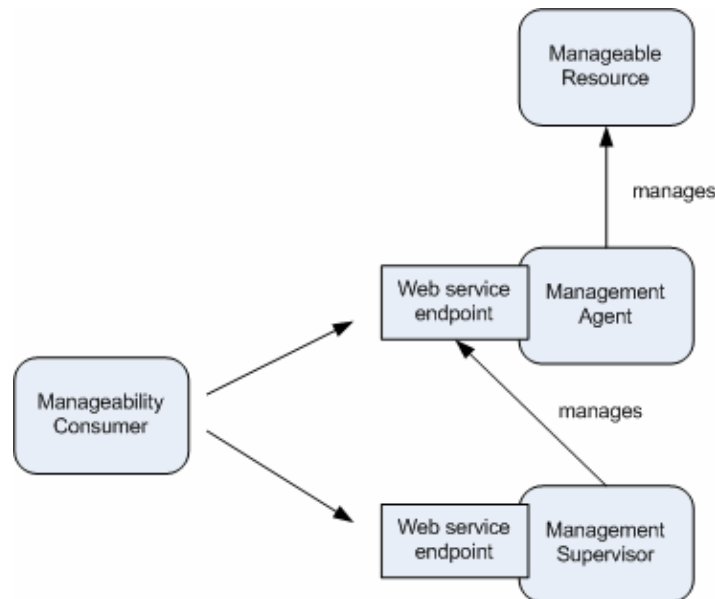 Manageable
Resource
manages
Web service
endpoint
Management
Agent
Manageability
Consumer
manages
Web service
endpoint
Management
Supervisor